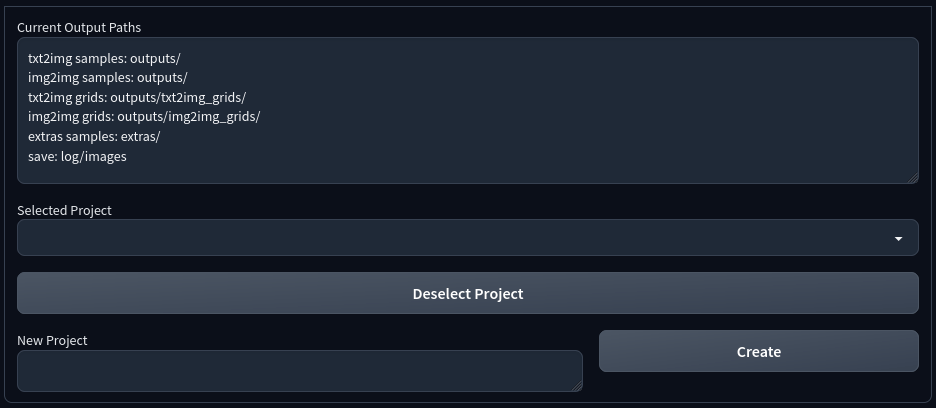 Current Output Paths
txt2img samples: outputs/
img2img samples: outputs/
txt2img grids: outputs/txt2img_grids/
img2img grids: outputs/img2img_grids/
extras samples: extras/
save: log/images
Selected Project
Deselect Project
New Project
Create